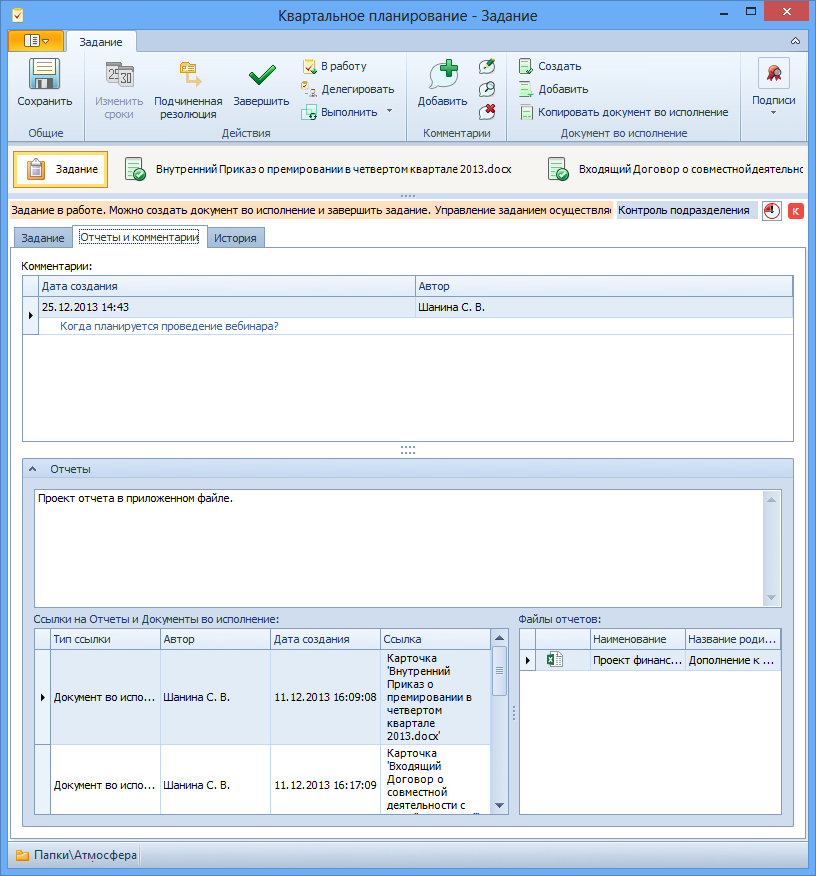 Квартальное планирование - Задание
Задание
Сохранить
Изменить сроки
Подчиненная резолюция
Завершить
В работу
Делегировать
Выполнить
Добавить
Создать
Добавить
Копировать документ во исполнение
Подписи
Общие
Действия
Комментарии
Документ во исполнение
Задание
Внутренний Приказ о премировании в четвертом квартале 2013.docx
Входящий Договор о совместнойдеятельно
Задание в работе. Можно создать документ во исполнение и завершить задание. Управление заданием осуществля
Контроль подразделения
К
Задание
Отчеты и комментарии
История
Комментарии:
Дата создания
Автор
25.12.2013 14:43
Шанина С. В.
Когда планируется проведение вебинара?
Отчеты
Проект отчета в приложенном файле.
Ссылки на Отчеты и Документы во исполнение:
Тип ссылки
Автор
Дата создания
Ссылка
Документ во испо...
Шанина С. В.
11.12.2013 16:09:08
Карточка
'Внутренний
Приказ о
премировании в
четвертом
квартале
2013.docx'
Документ во испо...
Шанина С. В.
11.12.2013 16:17:09
Карточка
'Входящий
Договор о
совместной
деятельности с
Файлы отчетов:
Наименование
Название роди...
Проект финанс...
Дополнение к ...
Папки\Атмосфера